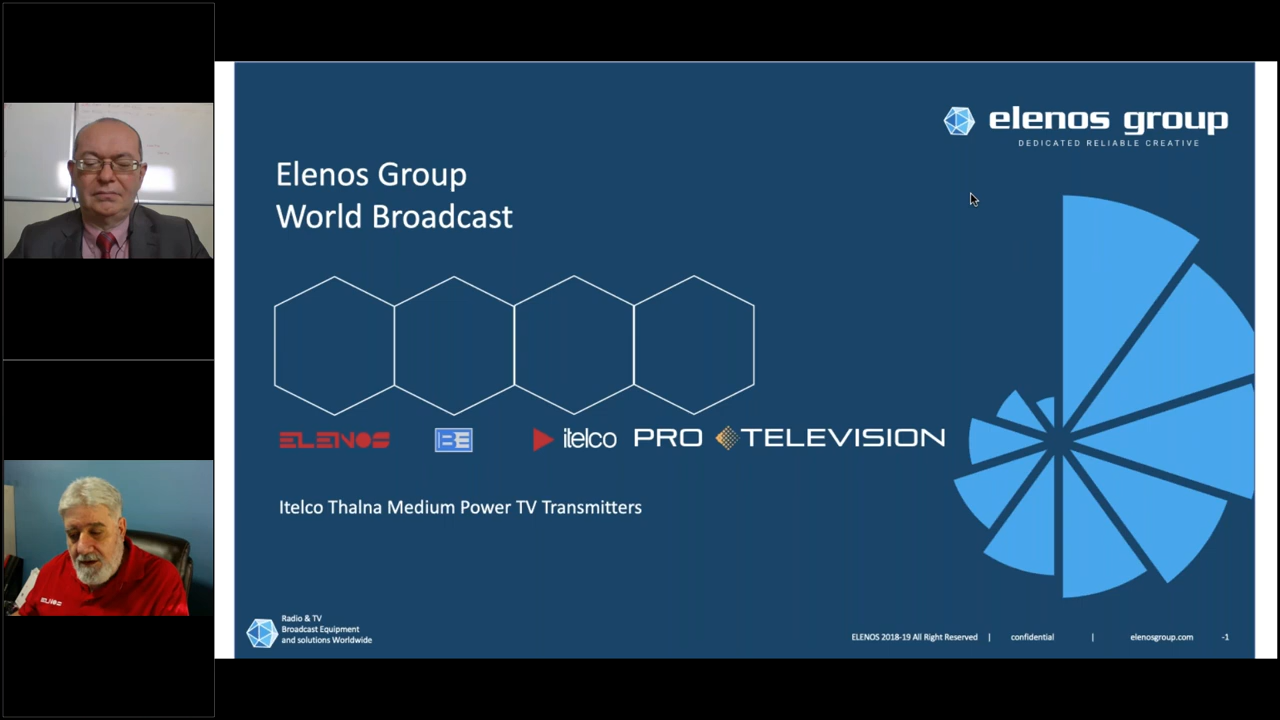 elenos group
DEDICATED RELIABLE CREATIVE
Elenos Group
World Broadcast
ELENOS
BE
itelco
PRO TELEVISION
Itelco Thalna Medium Power TV Transmitters
Radio & TV
Broadcast Equipment
and solutions Worldwide
ELENOS 2018-19 All Right Reserved | confidential | elenosgroup.com -1
ELENOS